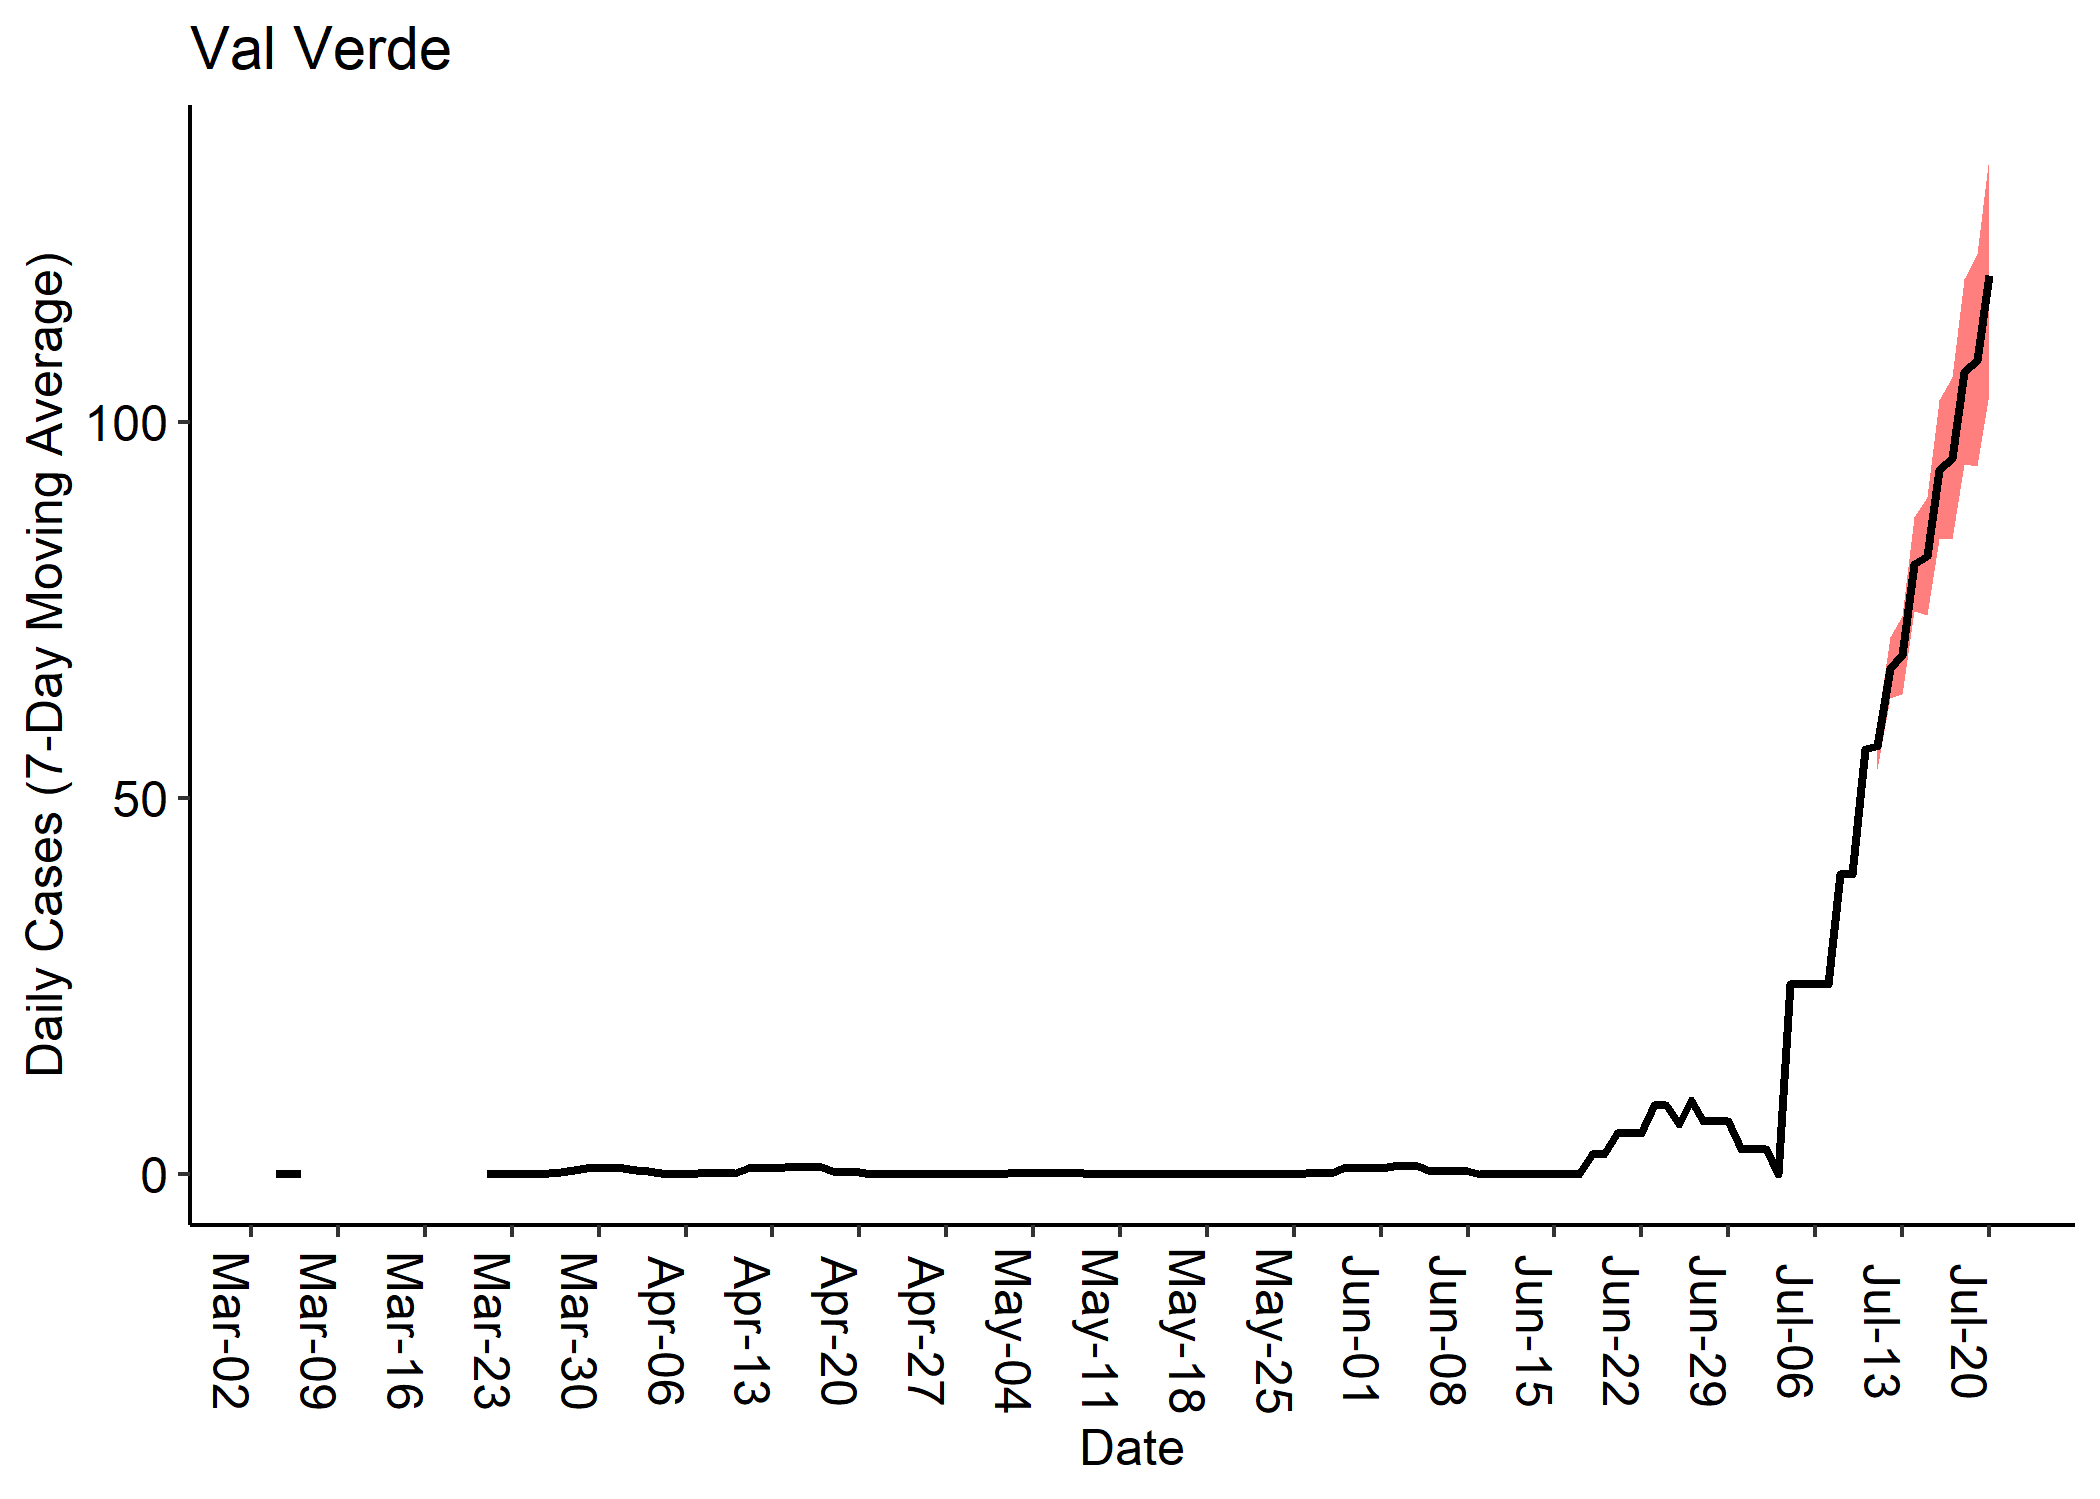 Val Verde
Daily Cases (7-Day Moving Average)
100
50
0
Mar-02
Mar-09
Mar-16
Mar-23
Mar-30
Apr-06
Apr-13
Apr-20
Apr-27
May-04
May-11
May-18
May-25
Jun-01
Jun-08
Jun-15
Jun-22
Jun-29
Jul-06
Jul-13
Jul-20
Date